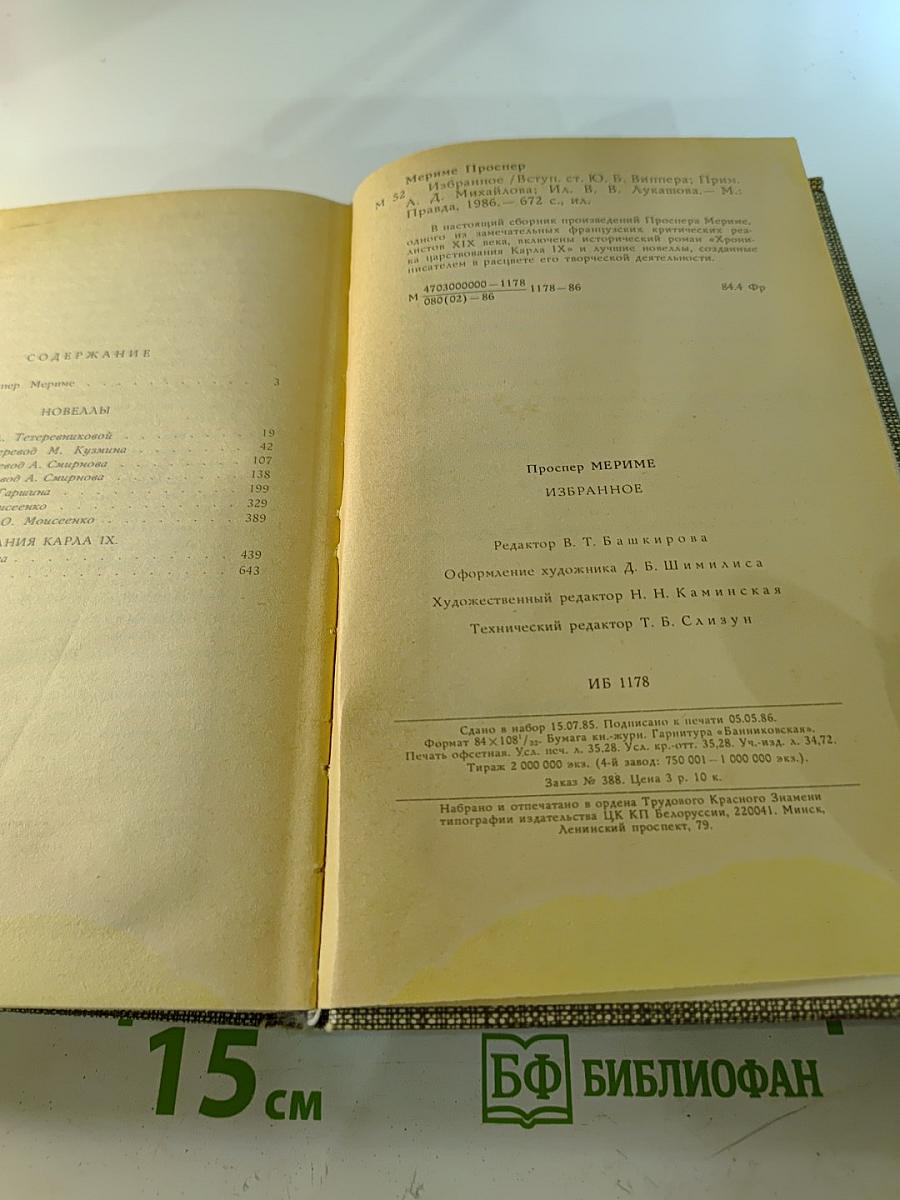 СОДЕРЖАНИЕ
Мериме 3
НОВЕЛЛЫ
Тетеревниковой 19
М. Кузмина 42
А. Смирнова 107
А. Смирнова 138
Гаршина 199
329
О. Моисеенко 389
КАРЛА IX.
439
643
Мериме Проспер
М 52 Избранное /Вступ. ст. Ю. Б. Виппера; Прим.
А. Д. Михайлова; Ил. В. В. Лукашова.— М.:
Правда, 1986.— 672 с., ил.
В настоящий сборник произведений Проспера Мериме,
одного из замечательных французских критических реа-
листов XIX века, включены исторический роман «Хрони-
ка царствования Карла IX» и лучшие новеллы, созданные
писателем в расцвете его творческой деятельности.
М 4703000000—1178
080(02)—86 1178—86 84.4 Фр
Проспер МЕРИМЕ
ИЗБРАННОЕ
Редактор В. Т. Башкирова
Оформление художника Д. Б. Шимилиса
Художественный редактор Н. Н. Каминская
Технический редактор Т. Б. Слизун
ИБ 1178
Сдано в набор 15.07.85. Подписано к печати 05.05.86.
Формат 84×108¹/₃₂. Бумага кн.-журн. Гарнитура «Банниковская».
Печать офсетная. Усл. печ. л. 35,28. Усл. кр.-отт. 35,28. Уч.-изд. л. 34,72.
Тираж 2 000 000 экз. (4-й завод: 750 001—1 000 000 экз.).
Заказ № 388. Цена 3 р. 10 к.
Набрано и отпечатано в ордена Трудового Красного Знамени
типографии издательства ЦК КП Белоруссии, 220041. Минск,
Ленинский проспект, 79.
15 см
БФ БИБЛИОФАН